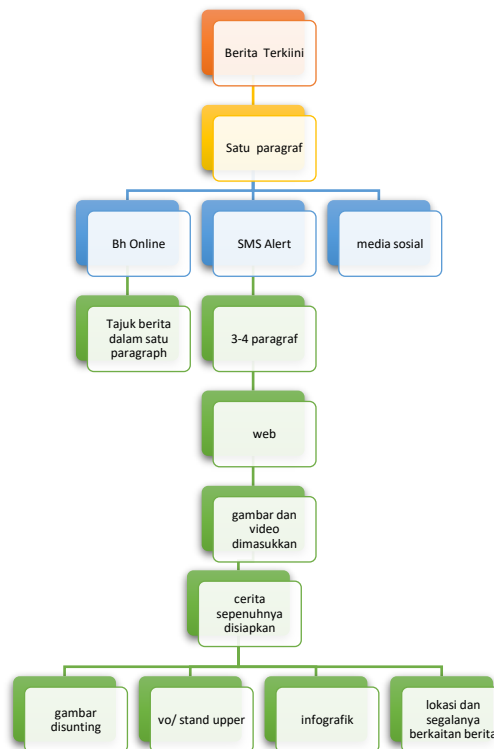 Berita Terkiini
Satu paragraf
Bh Online
SMS Alert
media sosial
Tajuk berita
dalam satu
paragraph
3-4 paragraf
web
gambar dan
video
dimasukkan
cerita
sepenuhnya
disiapkan
gambar
disunting
vo/ stand upper
infografik
lokasi dan
segalanya
berkaitan berita